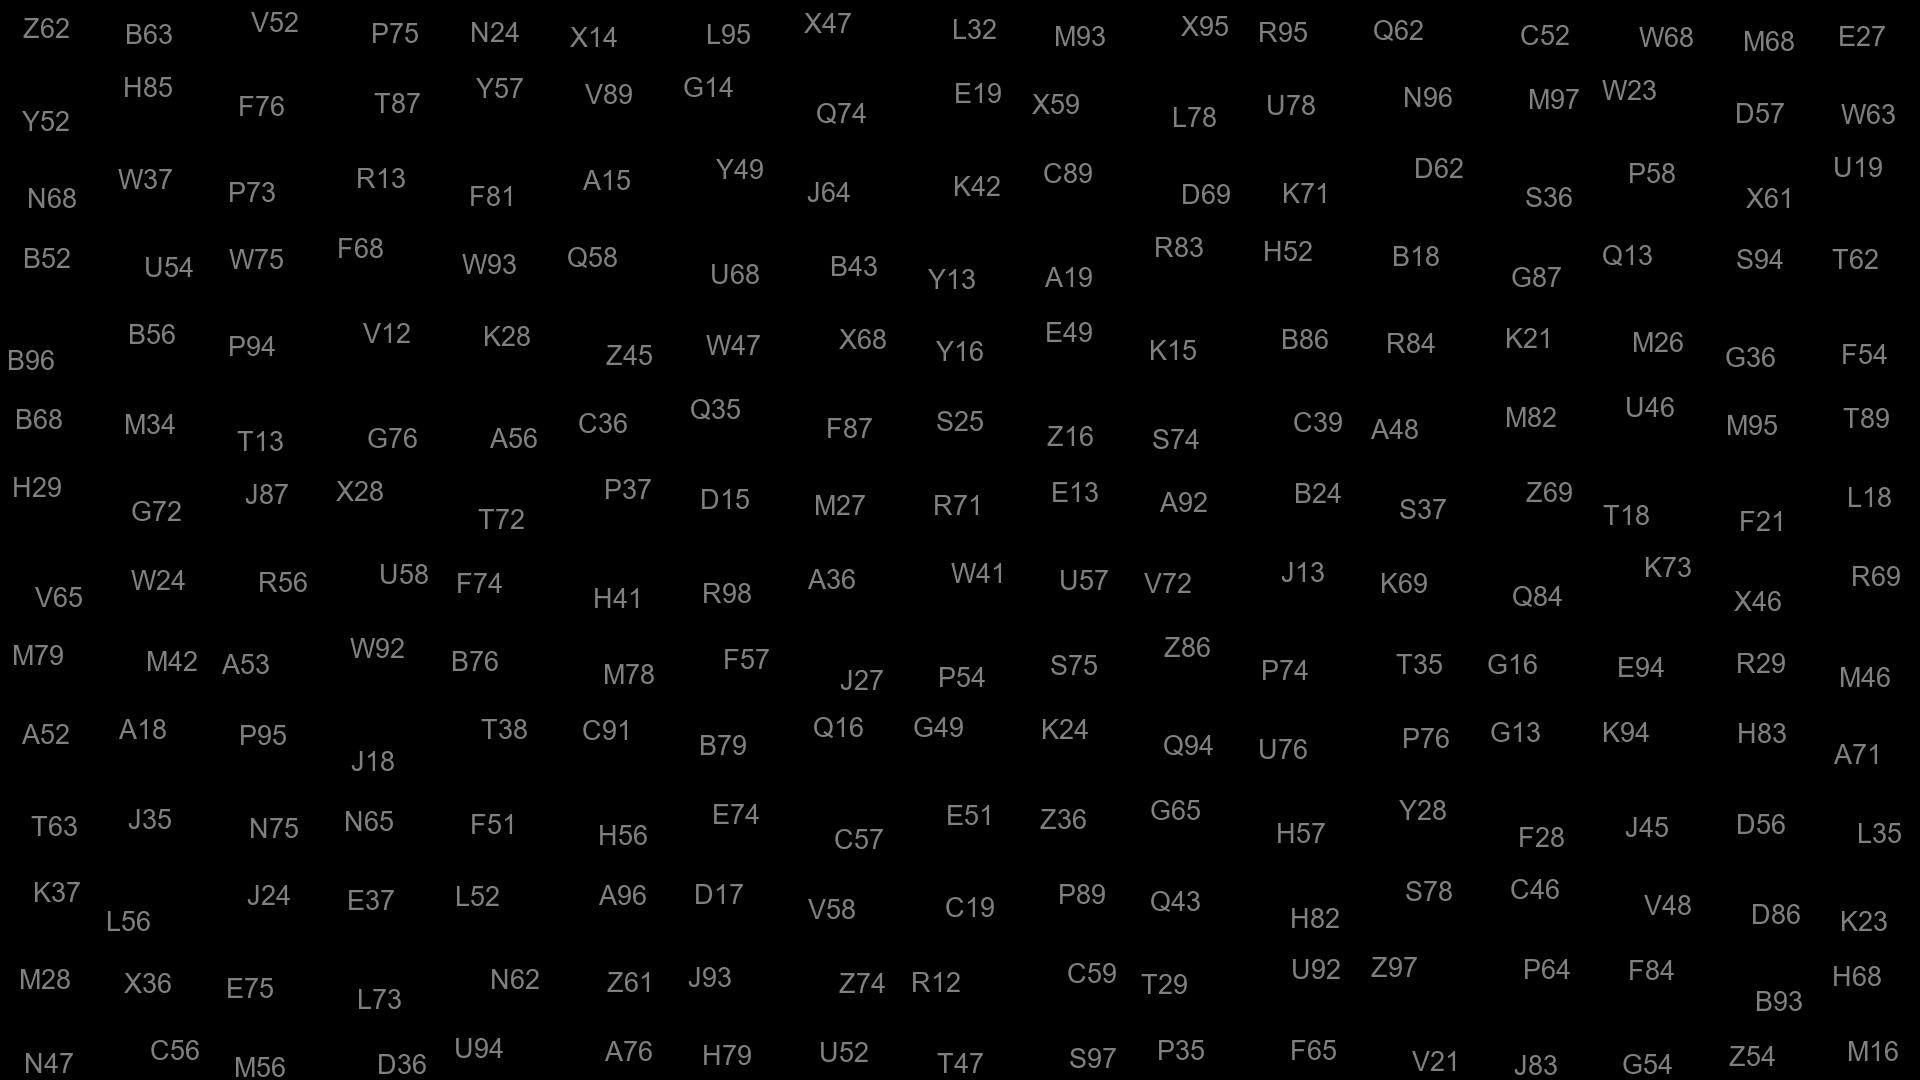 Z62 B63 V52 P75 N24 X14 L95 X47 L32 M93 X95 R95 Q62 C52 W68 M68 E27
Y52 H85 F76 T87 Y57 V89 G14 Q74 E19 X59 L78 U78 N96 M97 W23 D57 W63
N68 W37 P73 R13 F81 A15 Y49 J64 K42 C89 D69 K71 D62 S36 P58 X61 U19
B52 U54 W75 F68 W93 Q58 U68 B43 Y13 A19 R83 H52 B18 G87 Q13 S94 T62
B96 B56 P94 V12 K28 Z45 W47 X68 Y16 E49 K15 B86 R84 K21 M26 G36 F54
B68 M34 T13 G76 A56 C36 Q35 F87 S25 Z16 S74 C39 A48 M82 U46 M95 T89
H29 G72 J87 X28 T72 P37 D15 M27 R71 E13 A92 B24 S37 Z69 T18 F21 L18
V65 W24 R56 U58 F74 H41 R98 A36 W41 U57 V72 J13 K69 Q84 K73 X46 R69
M79 M42 A53 W92 B76 M78 F57 J27 P54 S75 Z86 P74 T35 G16 E94 R29 M46
A52 A18 P95 J18 T38 C91 B79 Q16 G49 K24 Q94 U76 P76 G13 K94 H83 A71
T63 J35 N75 N65 F51 H56 E74 C57 E51 Z36 G65 H57 Y28 F28 J45 D56 L35
K37 L56 J24 E37 L52 A96 D17 V58 C19 P89 Q43 H82 S78 C46 V48 D86 K23
M28 X36 E75 L73 N62 Z61 J93 Z74 R12 C59 T29 U92 Z97 P64 F84 B93 H68
N47 C56 M56 D36 U94 A76 H79 U52 T47 S97 P35 F65 V21 J83 G54 Z54 M16